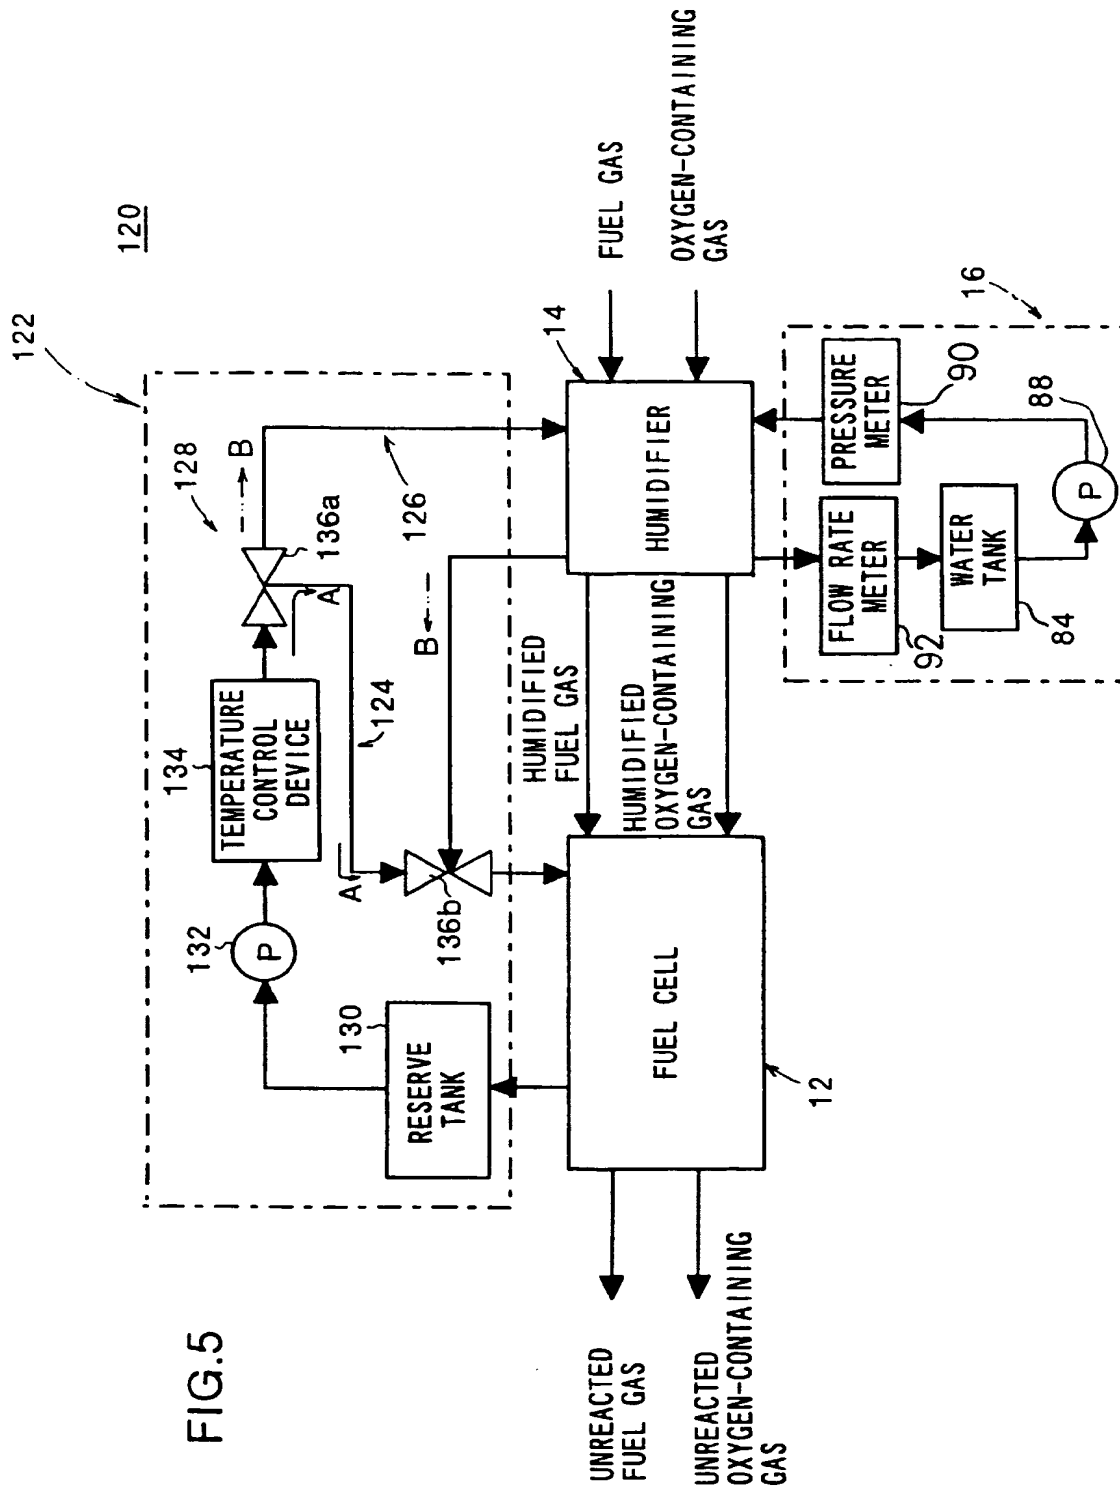 FIG.5
120
122
128
B
136a
A
126
134
TEMPERATURE
CONTROL
DEVICE
132
P
124
A
B
136b
130
RESERVE
TANK
14
HUMIDIFIER
FUEL GAS
OXYGEN-CONTAINING
GAS
HUMIDIFIED
FUEL GAS
HUMIDIFIED
OXYGEN-CONTAINING
GAS
FUEL CELL
12
UNREACTED
FUEL GAS
UNREACTED
OXYGEN-CONTAINING
GAS
16
PRESSURE
METER
90
FLOW RATE
METER
92
WATER
TANK
84
P
88